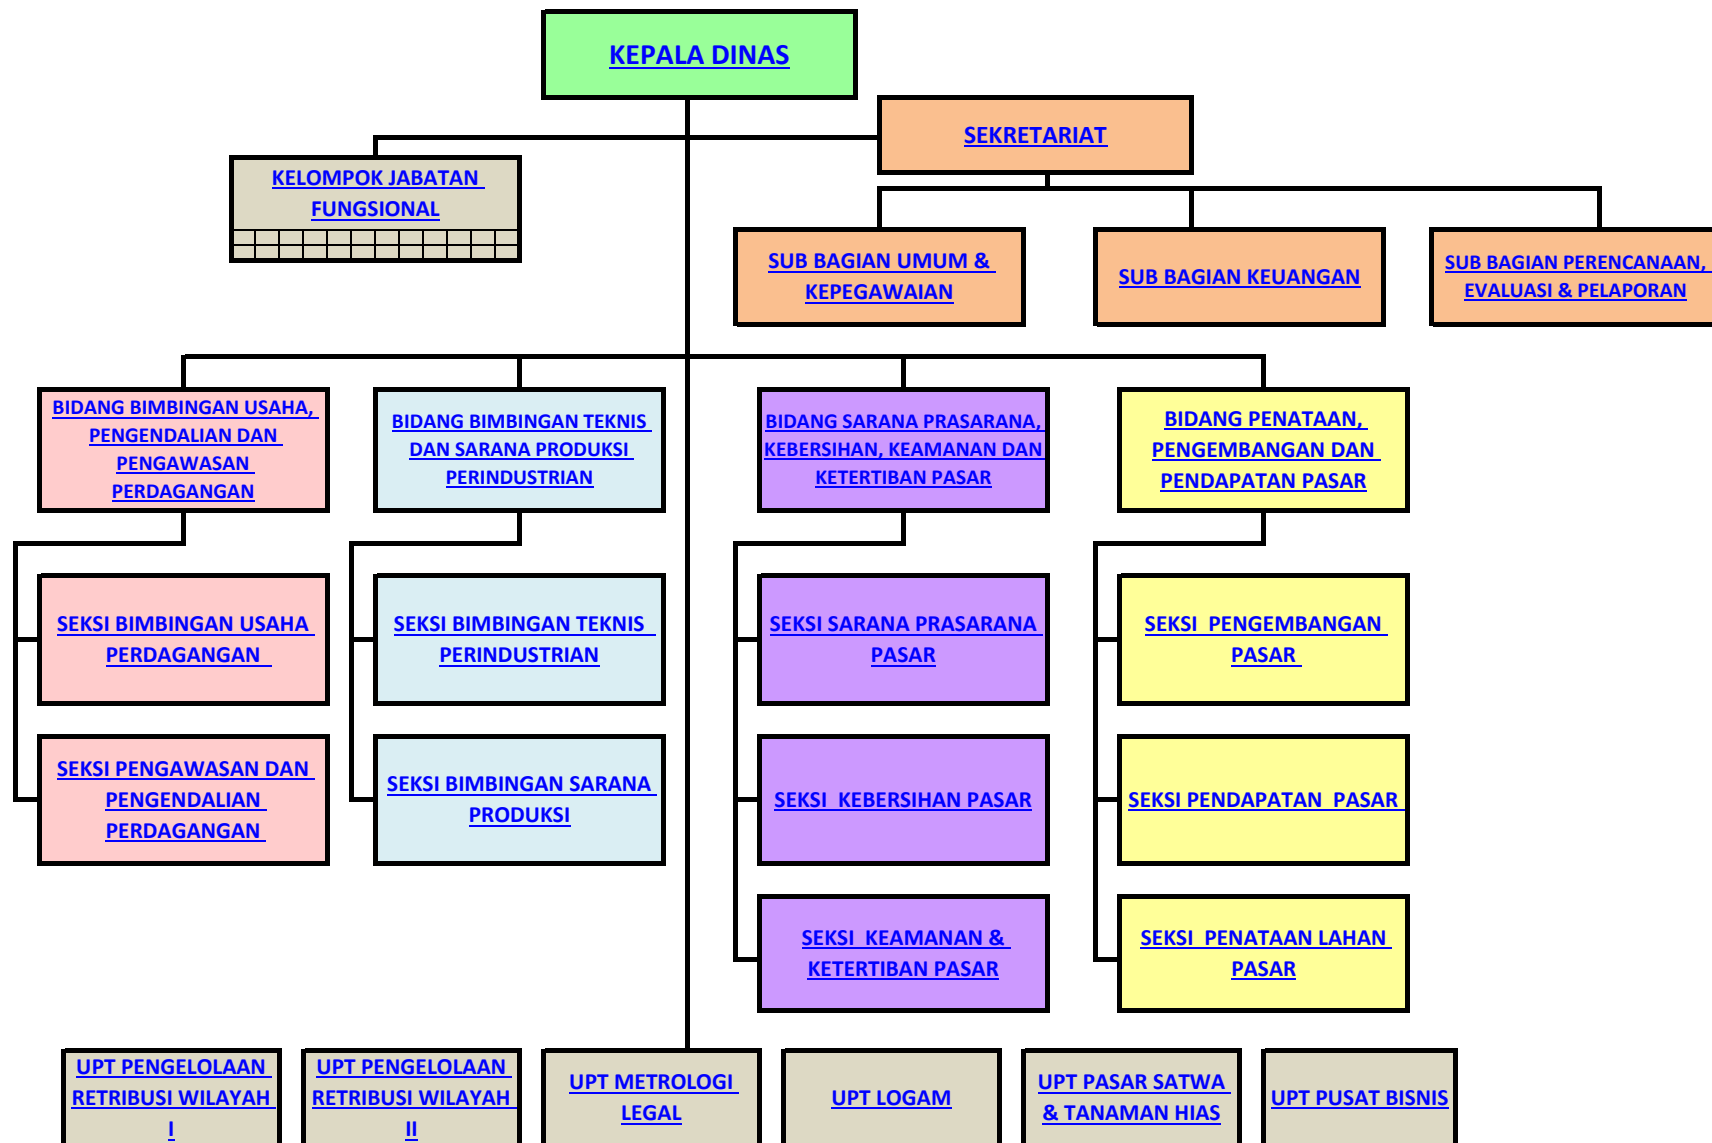 KEPALA DINAS
SEKRETARIAT
KELOMPOK JABATAN
FUNGSIONAL
SUB BAGIAN UMUM &
KEPEGAWAIAN
SUB BAGIAN KEUANGAN
SUB BAGIAN PERENCANAAN,
EVALUASI & PELAPORAN
BIDANG BIMBINGAN USAHA,
PENGENDALIAN DAN
PENGAWASAN
PERDAGANGAN
BIDANG BIMBINGAN TEKNIS
DAN SARANA PRODUKSI
PERINDUSTRIAN
BIDANG SARANA PRASARANA,
KEBERSIHAN, KEAMANAN DAN
KETERTIBAN PASAR
BIDANG PENATAAN,
PENGEMBANGAN DAN
PENDAPATAN PASAR
SEKSI BIMBINGAN USAHA
PERDAGANGAN
SEKSI BIMBINGAN TEKNIS
PERINDUSTRIAN
SEKSI SARANA PRASARANA
PASAR
SEKSI PENGEMBANGAN
PASAR
SEKSI PENGAWASAN DAN
PENGENDALIAN
PERDAGANGAN
SEKSI BIMBINGAN SARANA
PRODUKSI
SEKSI KEBERSIHAN PASAR
SEKSI PENDAPATAN PASAR
SEKSI KEAMANAN &
KETERTIBAN PASAR
SEKSI PENATAAN LAHAN
PASAR
UPT PENGELOLAAN
RETRIBUSI WILAYAH
I
UPT PENGELOLAAN
RETRIBUSI WILAYAH
II
UPT METROLOGI
LEGAL
UPT LOGAM
UPT PASAR SATWA
& TANAMAN HIAS
UPT PUSAT BISNIS